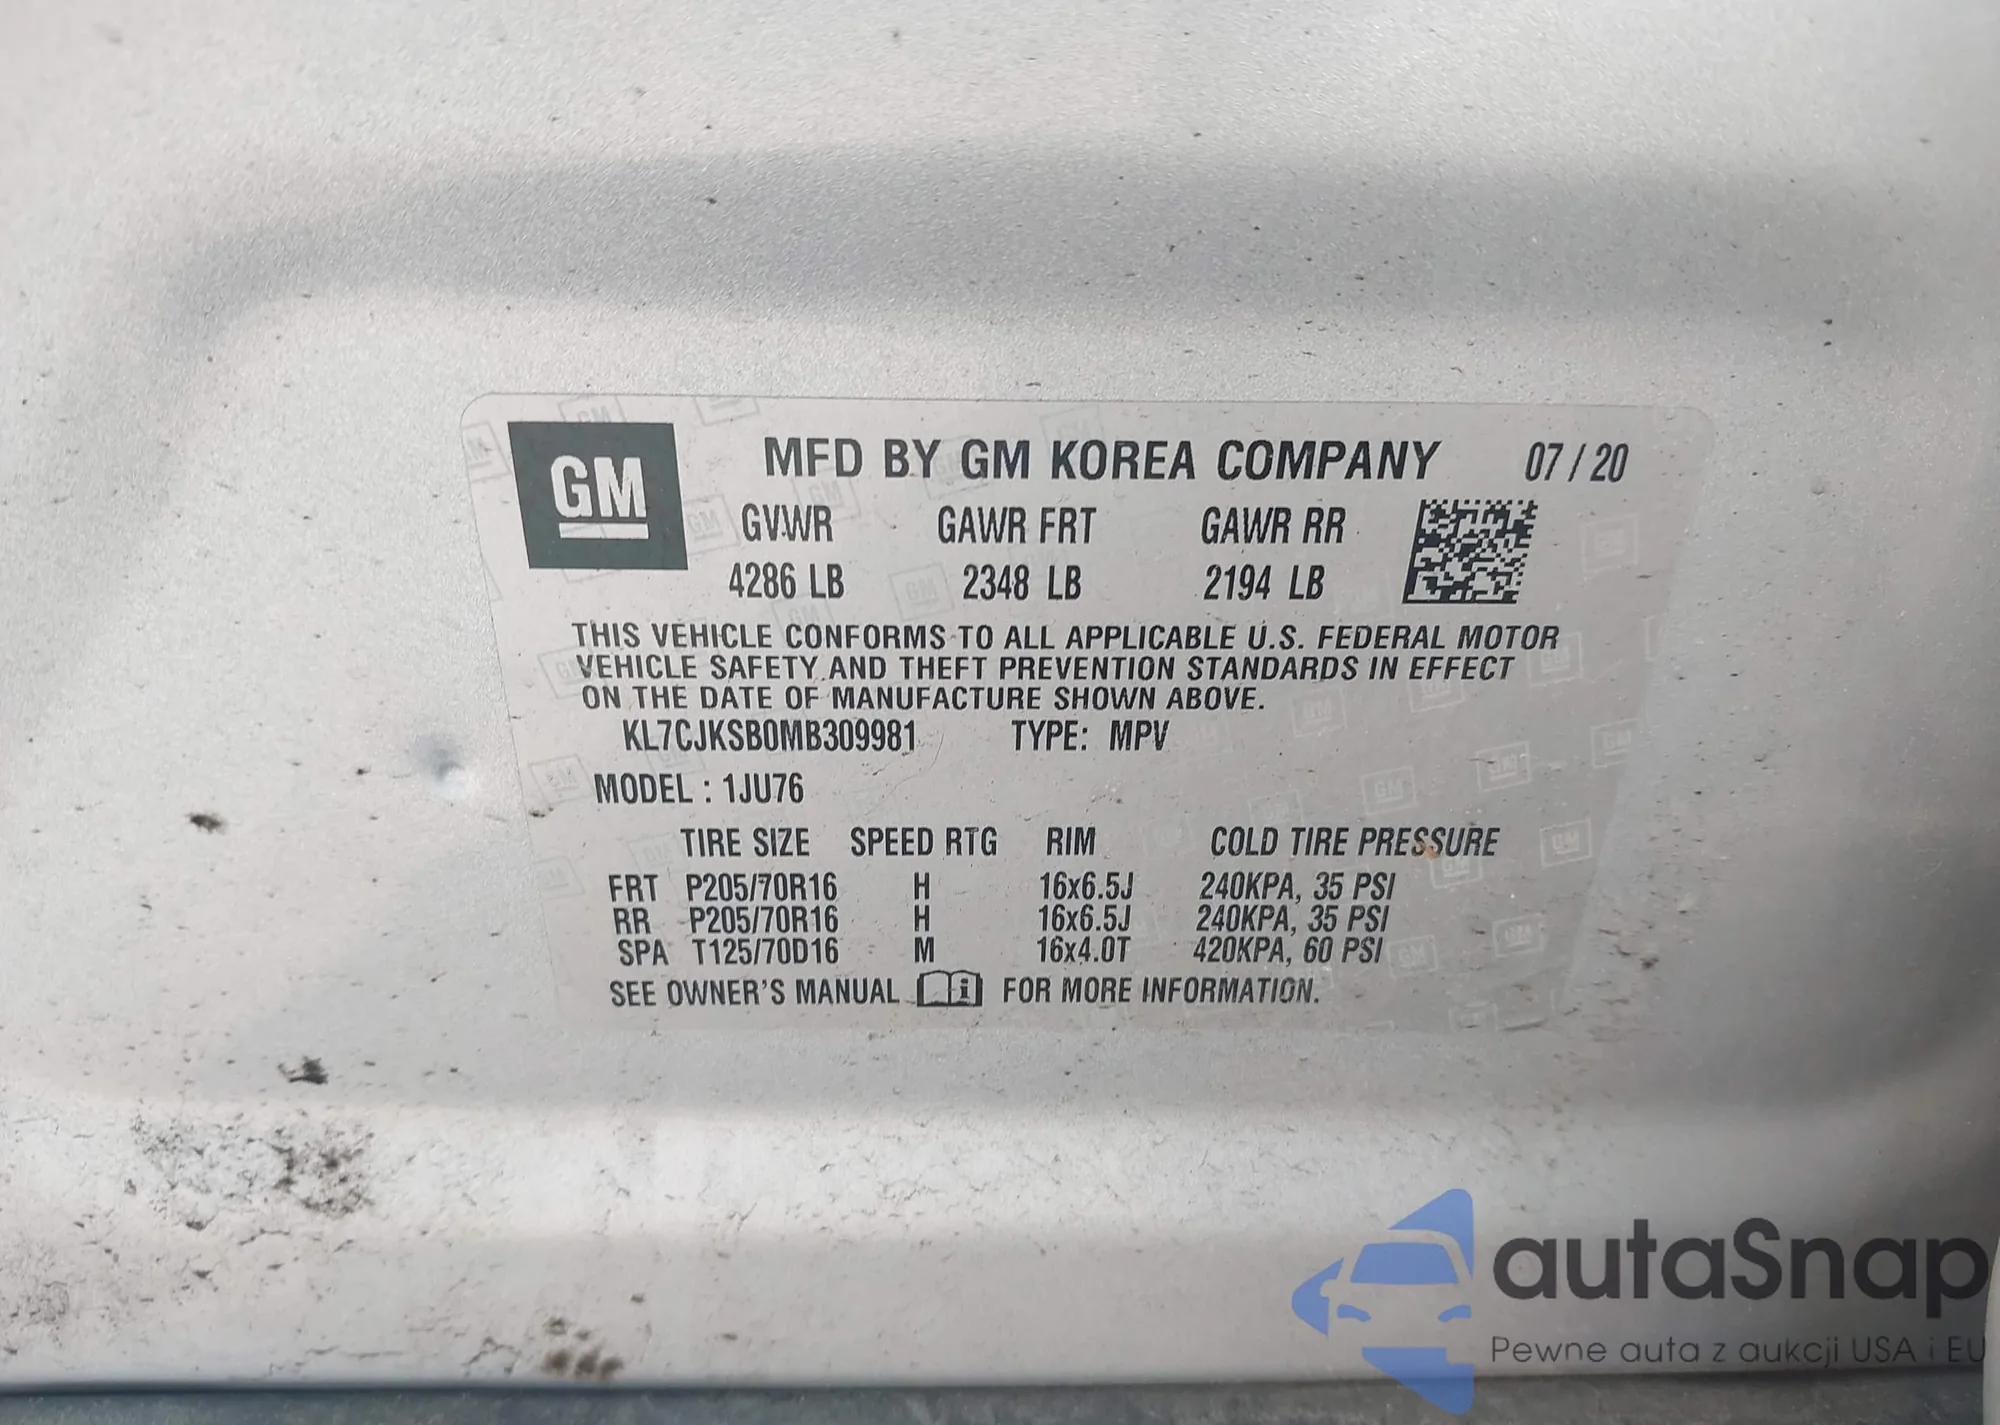 GM
MFD BY GM KOREA COMPANY 07/20
GVWR GAWR FRT GAWR RR
4286 LB 2348 LB 2194 LB
THIS VEHICLE CONFORMS TO ALL APPLICABLE U.S. FEDERAL MOTOR
VEHICLE SAFETY AND THEFT PREVENTION STANDARDS IN EFFECT
ON THE DATE OF MANUFACTURE SHOWN ABOVE.
KL7CJKSB0MB309981 TYPE: MPV
MODEL : 1JU76
TIRE SIZE SPEED RTG RIM COLD TIRE PRESSURE
FRT P205/70R16 H 16x6.5J 240KPA, 35 PSI
RR P205/70R16 H 16x6.5J 240KPA, 35 PSI
SPA T125/70D16 M 16x4.0T 420KPA, 60 PSI
SEE OWNER'S MANUAL i FOR MORE INFORMATION.
autaSnap
Pewne auta z aukcji USA i EU